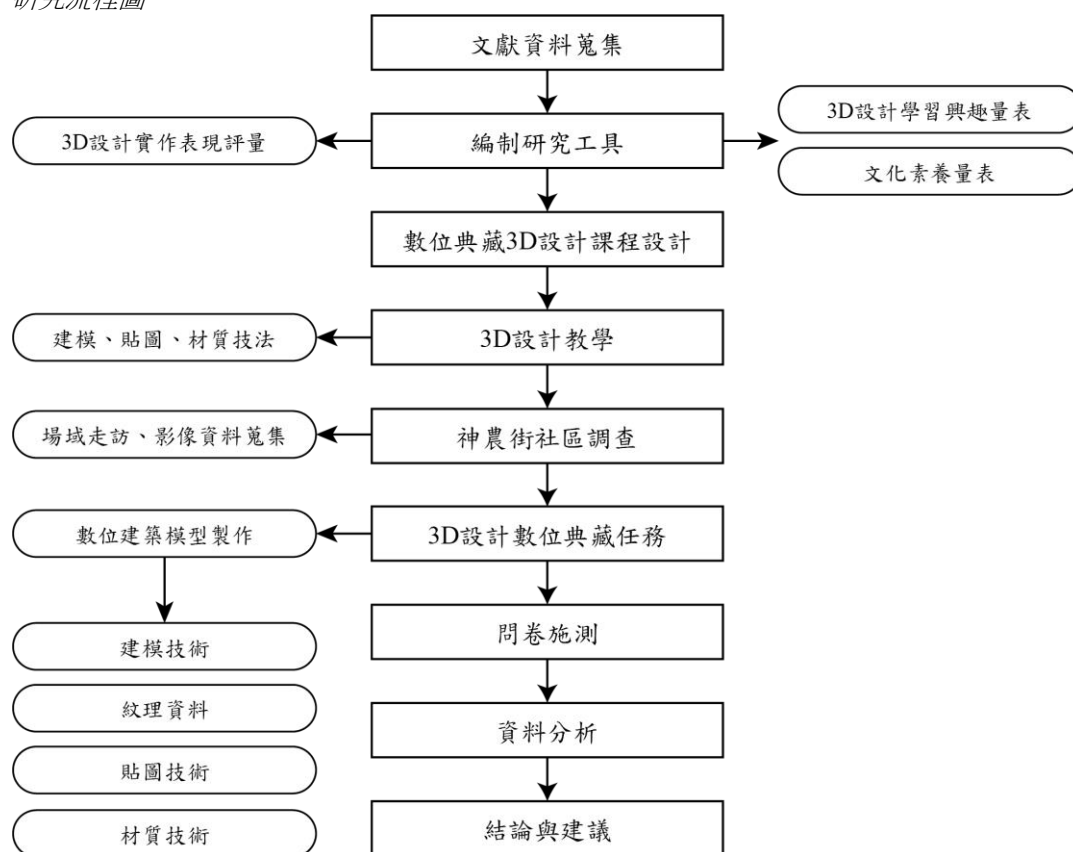 研究流程圖
文獻資料蒐集
3D設計學習興趣量表
3D設計實作表現評量
編制研究工具
文化素養量表
數位典藏3D設計課程設計
建模、貼圖、材質技法
3D設計教學
場域走訪、影像資料蒐集
神農街社區調查
數位建築模型製作
3D設計數位典藏任務
問卷施測
建模技術
紋理資料
資料分析
貼圖技術
材質技術
結論與建議